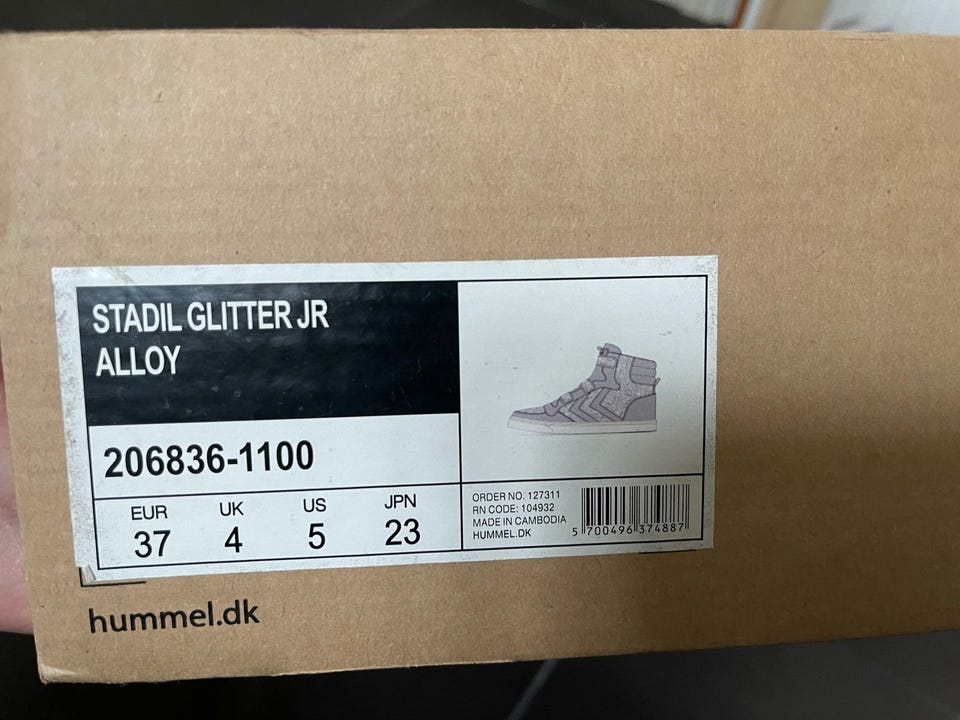 STADIL GLITTER JR
ALLOY
206836-1100
EUR UK US JPN
37 4 5 23
ORDER NO. 127311
RN CODE: 104932
MADE IN CAMBODIA
HUMMEL.DK
5 700496 374887
hummel.dk